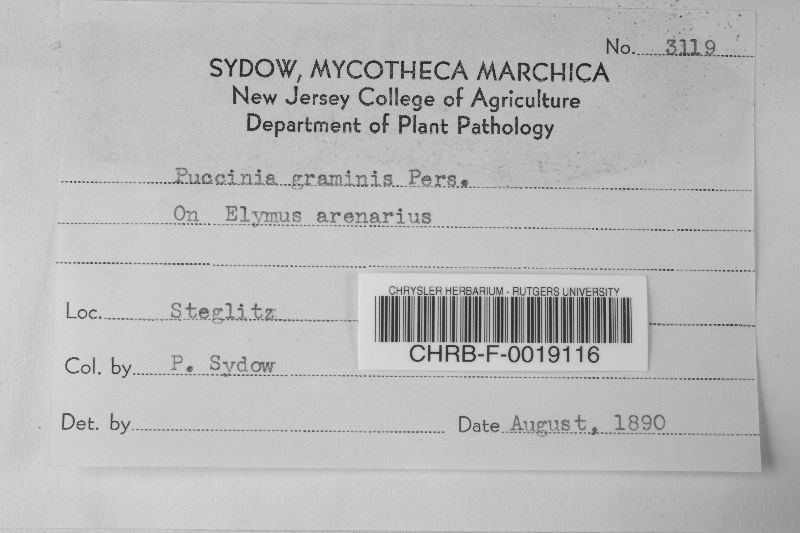 No. 3119
SYDOW, MYCOTHECA MARCHICA
New Jersey College of Agriculture
Department of Plant Pathology
Puccinia graminis Pers.
On Elymus arenarius
Loc. Steglitz
CHRYSLER HERBARIUM - RUTGERS UNIVERSITY
CHRB-F-0019116
Col. by P. Sydow
Det. by
Date August, 1890